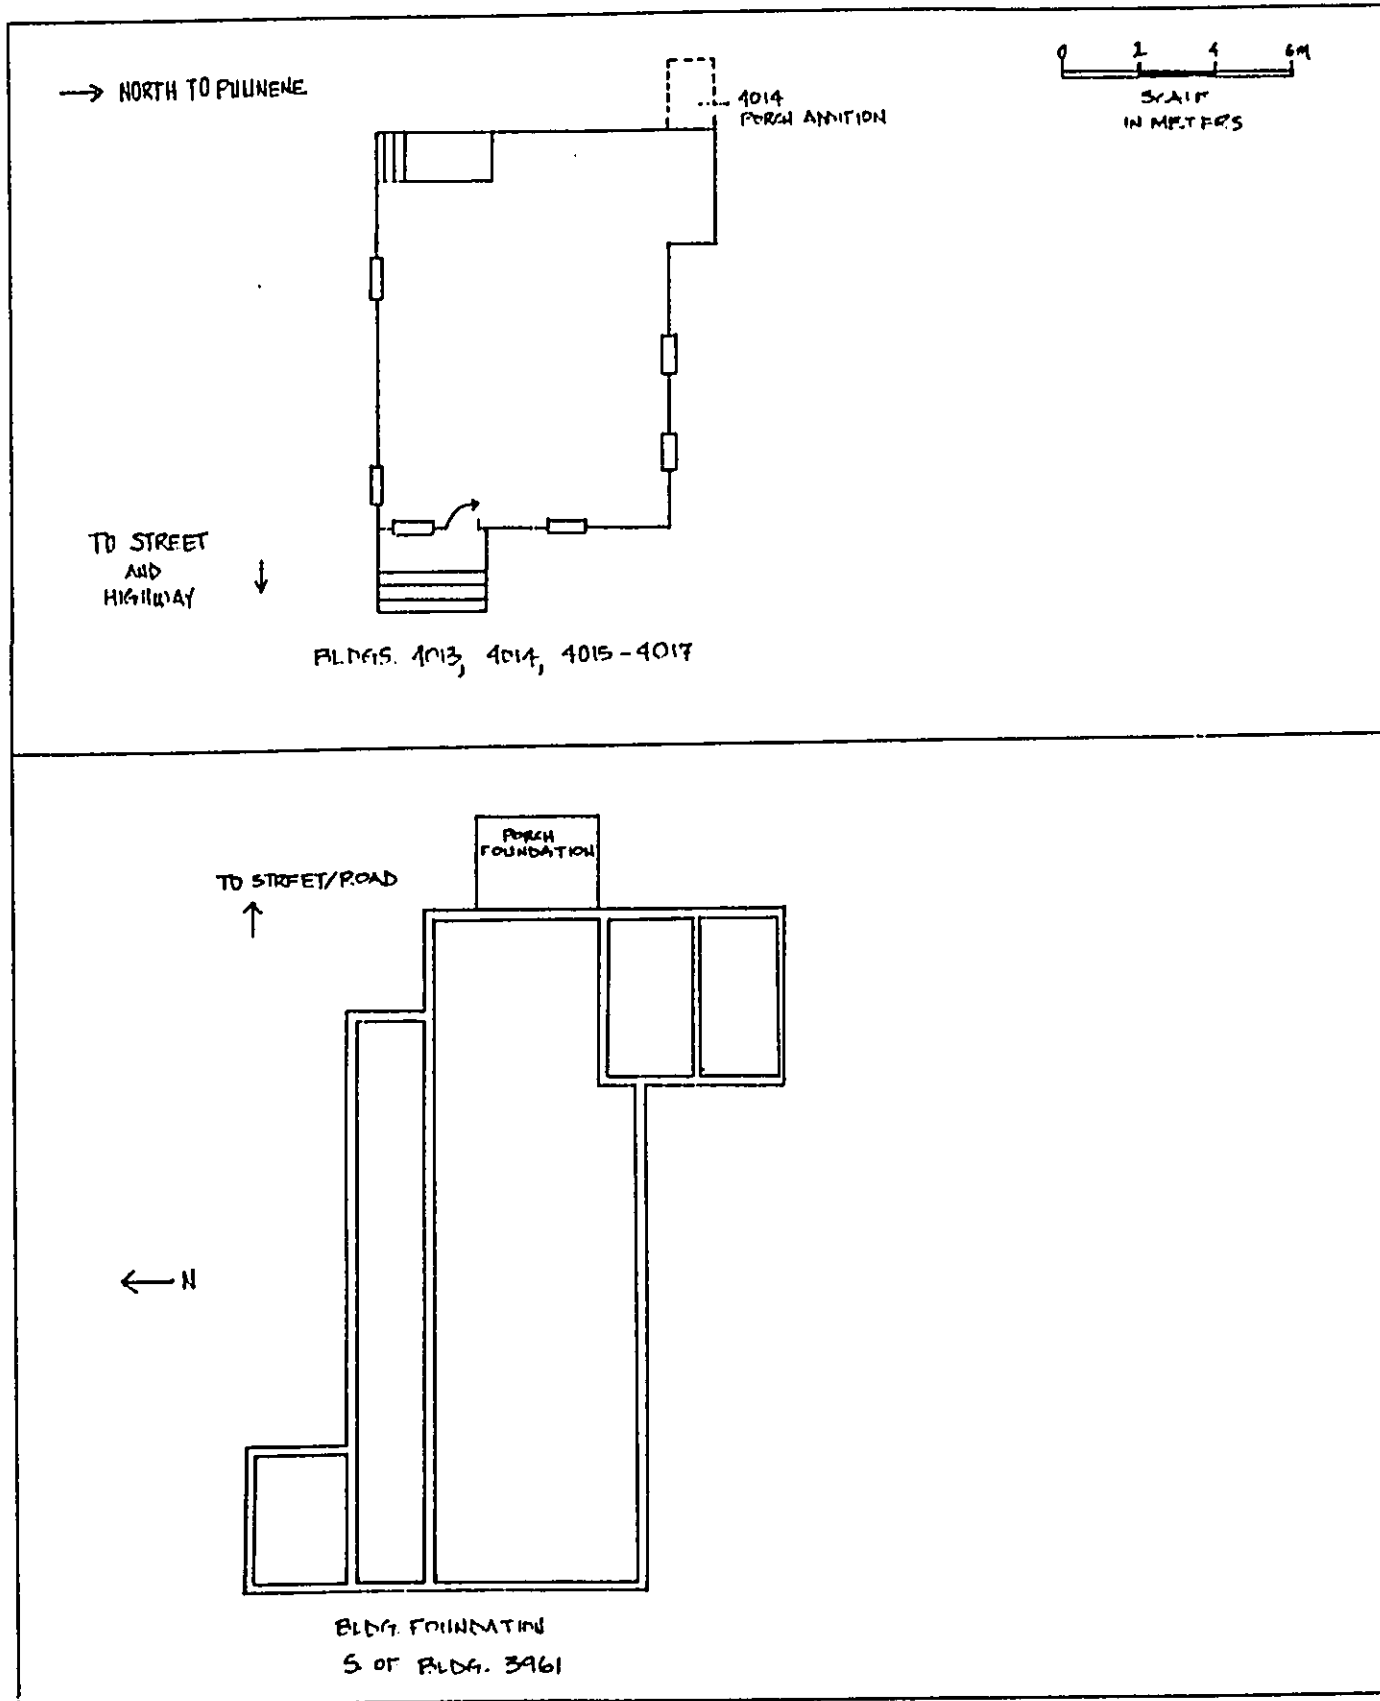 0 2 4 6M
SCALE
IN METERS
→ NORTH TO PUUNENE
4014
PORCH ADDITION
TO STREET
AND
HIGHWAY
BLDGS. 4013, 4014, 4015-4017
PORCH
FOUNDATION
TO STREET/ROAD
← N
BLDG. FOUNDATION
S. OF BLDG. 3961